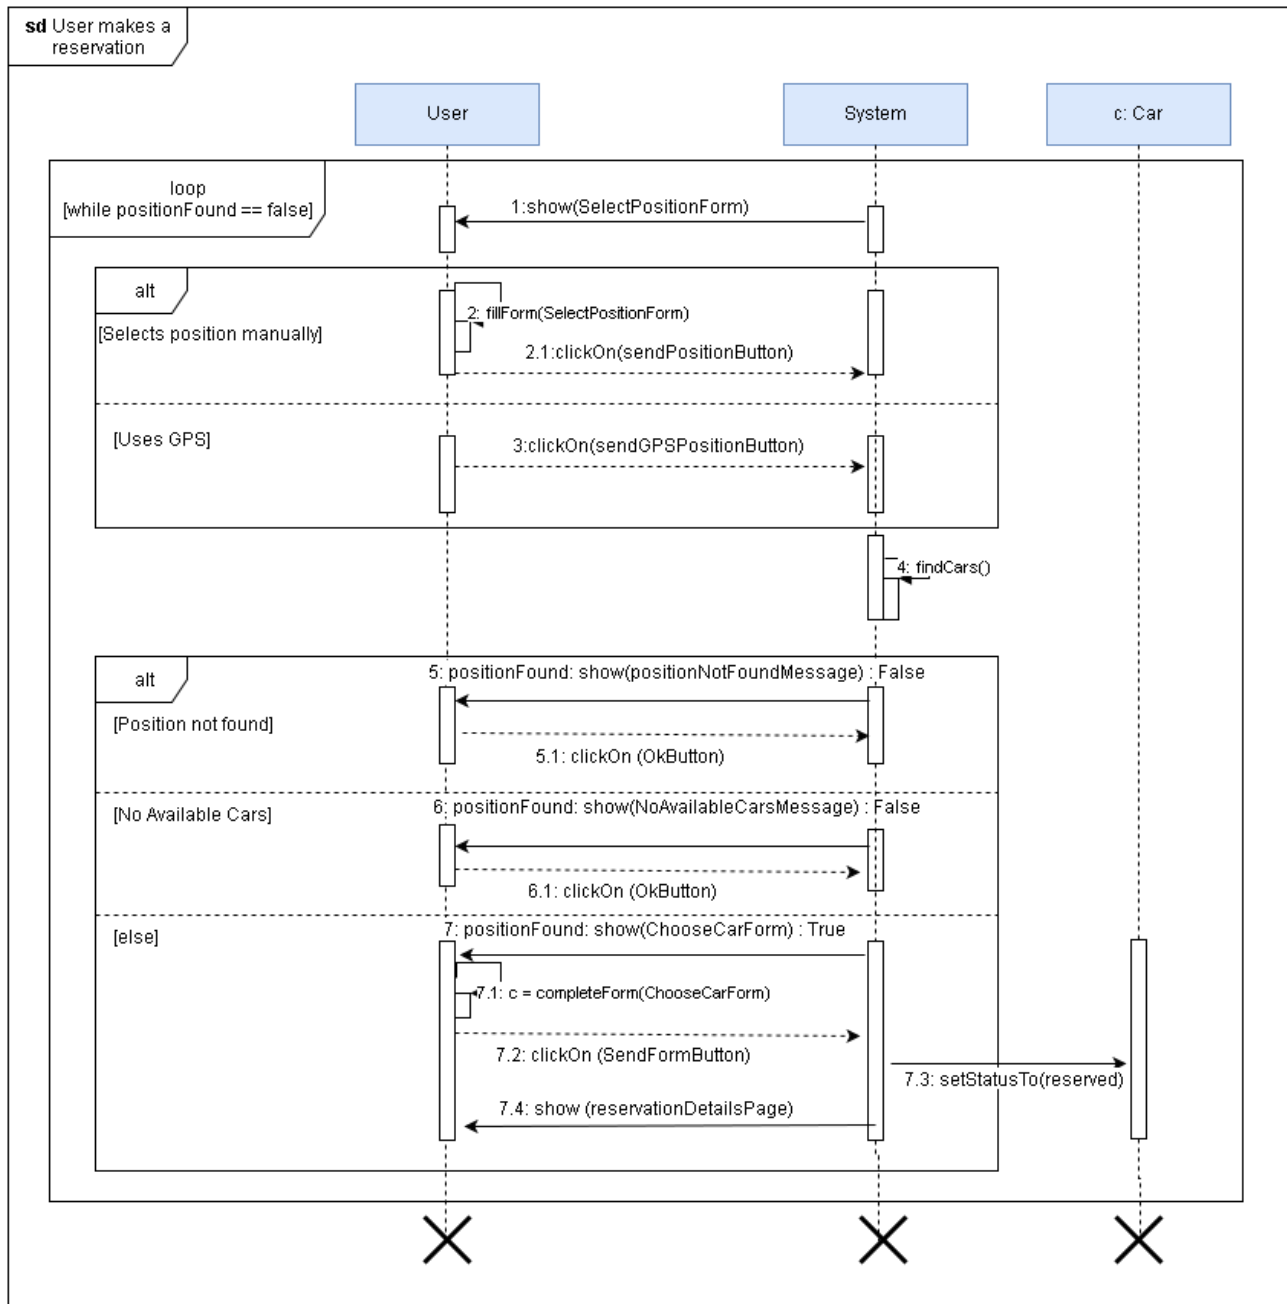 sd User makes a
reservation
User
System
c: Car
loop
[while positionFound == false]
1:show(SelectPositionForm)
alt
[Selects position manually]
2: fillForm(SelectPositionForm)
2.1:clickOn(sendPositionButton)
[Uses GPS]
3:clickOn(sendGPSPositionButton)
4: findCars()
alt
5: positionFound: show(positionNotFoundMessage) : False
[Position not found]
5.1: clickOn (OkButton)
6: positionFound: show(NoAvailableCarsMessage) : False
[No Available Cars]
6.1: clickOn (OkButton)
7: positionFound: show(ChooseCarForm) : True
[else]
7.1: c = completeForm(ChooseCarForm)
7.2: clickOn (SendFormButton)
7.3: setStatusTo(reserved)
7.4: show (reservationDetailsPage)